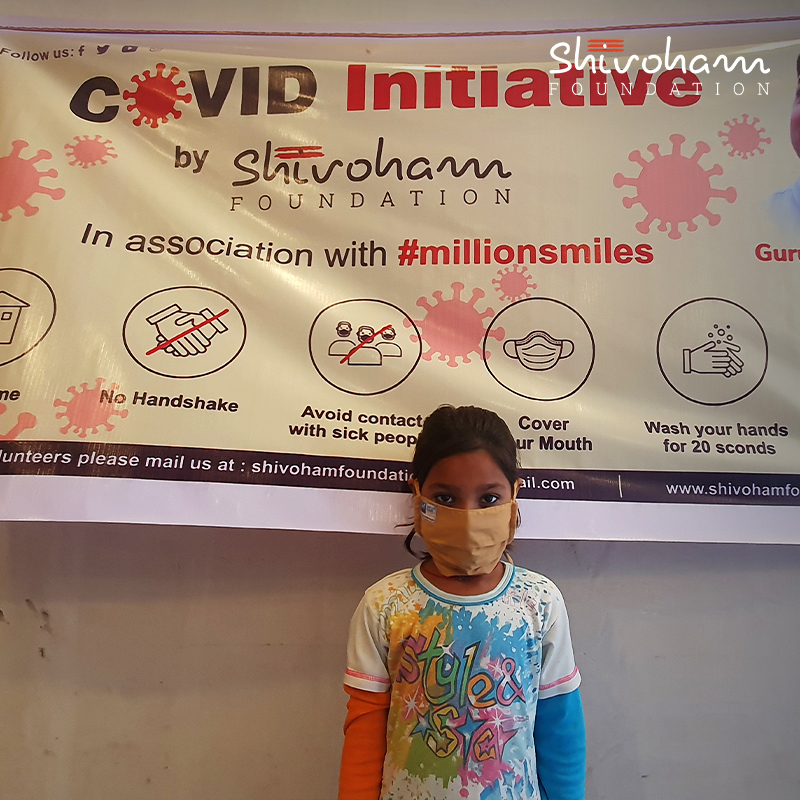 Follow us:
Shivoham
FOUNDATION
COVID Initiative
by Shivoham
FOUNDATION
In association with #millionsmiles
Guru
me
No Handshake
Avoid contact
with sick peop
Cover
ur Mouth
Wash your hands
for 20 sconds
lunteers please mail us at : shivohamfoundatio
ail.com
www.shivohamfo
Style &
Sta